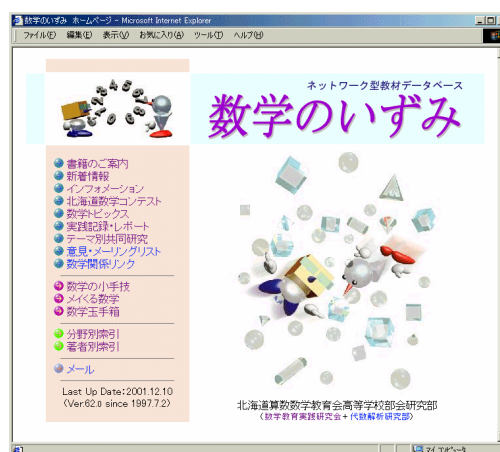 数学のいずみ ホームページ - Microsoft Internet Explorer
ファイル(F) 編集(E) 表示(V) お気に入り(A) ツール(T) ヘルプ(H)
ネットワーク型教材データベース
数学のいずみ
書籍のご案内
新着情報
インフォメーション
北海道数学コンテスト
数学トピックス
実践記録・レポート
テーマ別共同研究
意見・メーリングリスト
数学関係リンク
数学の小手技
メイくる数学
数学玉手箱
分野別索引
著者別索引
メール
Last Up Date:2001.12.10
(Ver.62.0 since 1997.7.2)
北海道算数数学教育会高等学校部会研究部
(数学教育実践研究会+代数解析研究部)
マイ コンピュータ